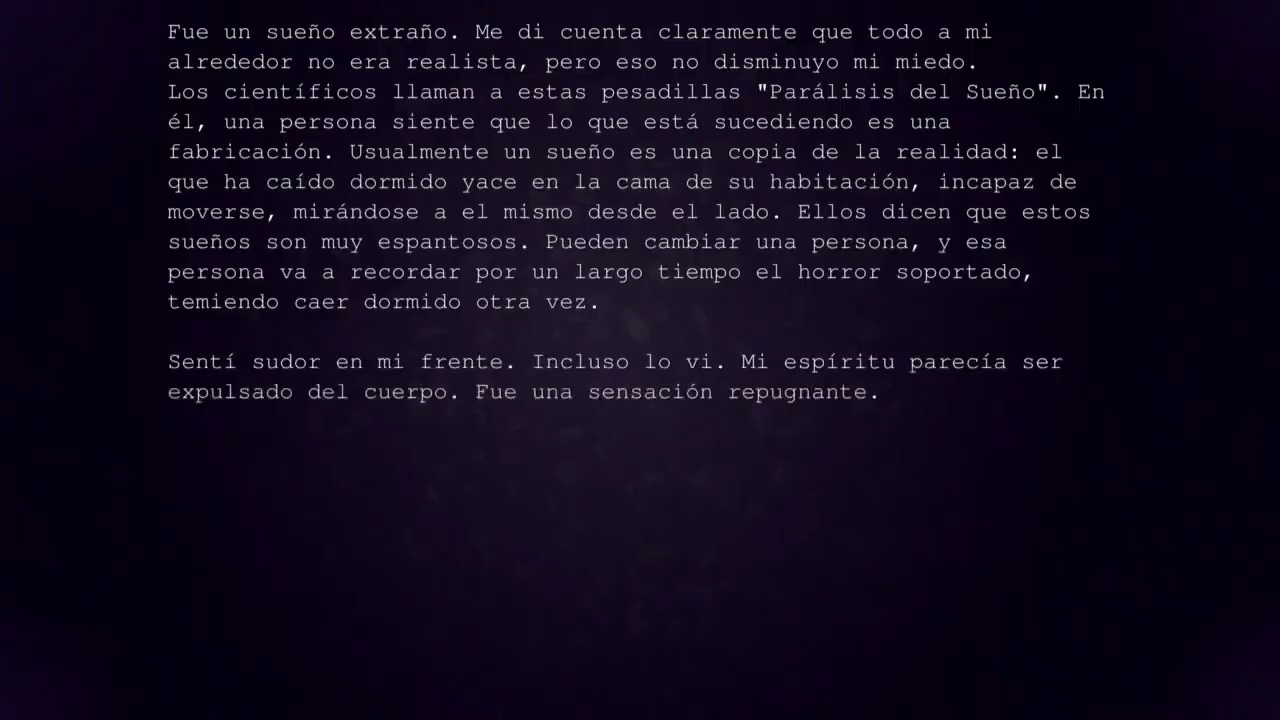 Fue un sueño extraño. Me di cuenta claramente que todo a mi
alrededor no era realista, pero eso no disminuyo mi miedo.
Los científicos llaman a estas pesadillas "Parálisis del Sueño". En
él, una persona siente que lo que está sucediendo es una
fabricación. Usualmente un sueño es una copia de la realidad: el
que ha caído dormido yace en la cama de su habitación, incapaz de
moverse, mirándose a el mismo desde el lado. Ellos dicen que estos
sueños son muy espantosos. Pueden cambiar una persona, y esa
persona va a recordar por un largo tiempo el horror soportado,
temiendo caer dormido otra vez.
Sentí sudor en mi frente. Incluso lo vi. Mi espíritu parecía ser
expulsado del cuerpo. Fue una sensación repugnante.